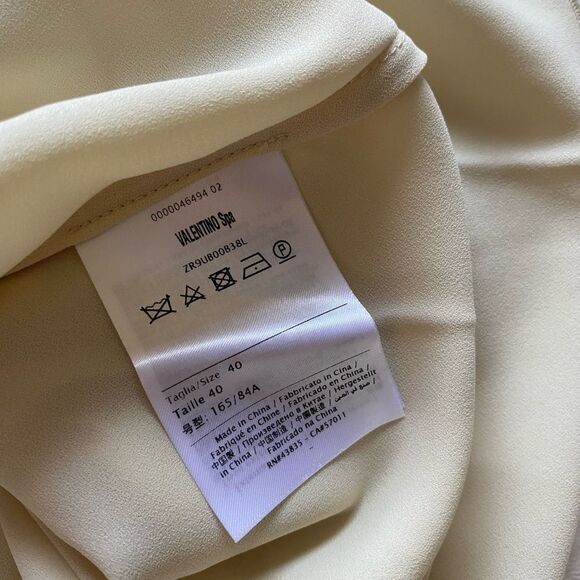 0000046494 02
VALENTINO Spa
ZR9UB00B38L
P
Taglia/Size 40
Taille 40
号型: 165/84A
Made in China / Fabbricato in Cina /
Fabriqué en Chine / Fabricado en China /
中国製 / Произведено в Китае / Hergestellt
in China / 中国制造 / 中國製造 / صنع في الصين /
Fabricado na China
RN#43835 - CA#57011